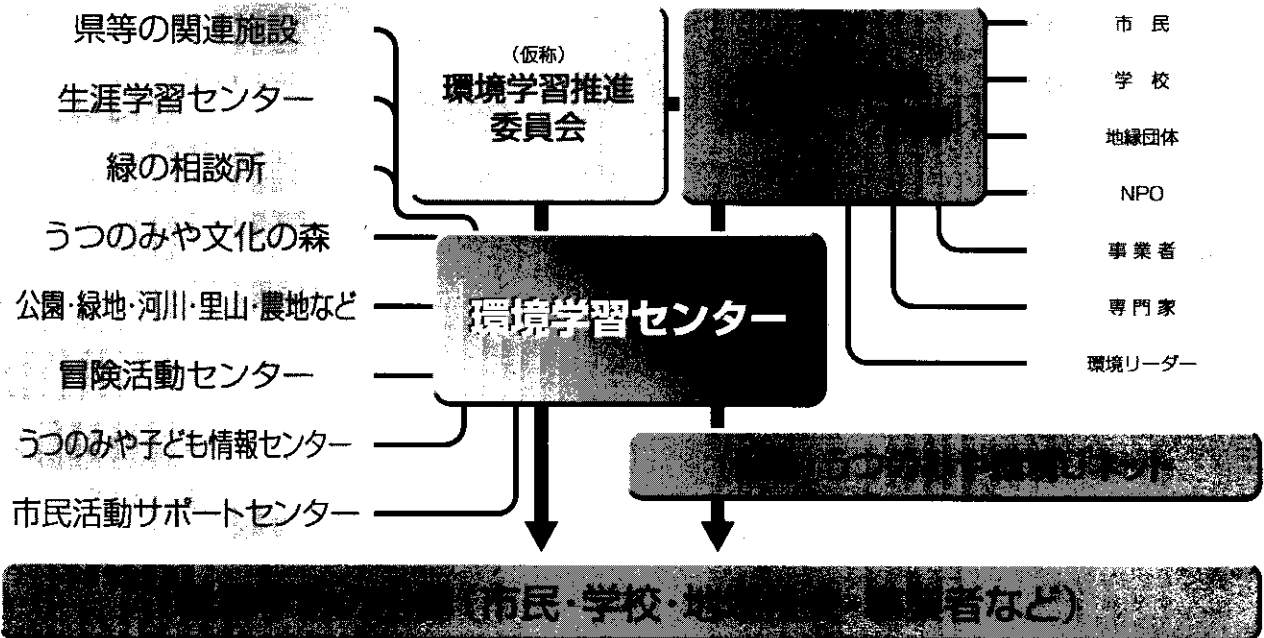 県等の関連施設
生涯学習センター
緑の相談所
うつのみや文化の森
公園・緑地・河川・里山・農地など
冒険活動センター
うつのみや子ども情報センター
市民活動サポートセンター
(仮称)
環境学習推進
委員会
市 民
学 校
地縁団体
NPO
事 業 者
専 門 家
環境リーダー
環境学習センター
(市民・学校・ 者など)